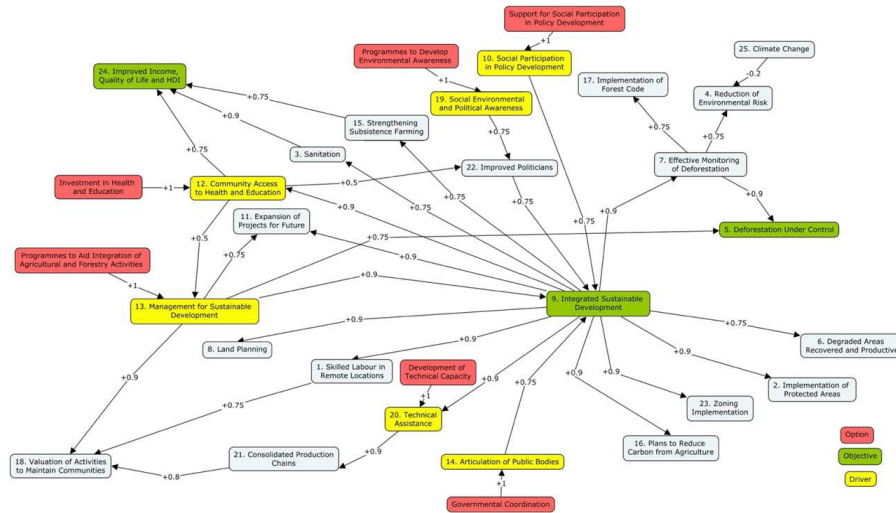 Support for Social Participation
in Policy Development
+1
Programmes to Develop
Environmental Awareness
+1
10. Social Participation
in Policy Development
25. Climate Change
-0.2
24. Improved Income,
Quality of Life and HDI
17. Implementation of
Forest Code
4. Reduction of
Environmental Risk
19. Social Environmental
and Political Awareness
+0.75
+0.9
15. Strengthening
Subsistence Farming
+0.75
+0.75
+0.75
3. Sanitation
22. Improved Politicians
7. Effective Monitoring
of Deforestation
+0.75
Investment in Health
and Education
+1
12. Community Access
to Health and Education
+0.5
+0.9
+0.75
+0.75
+0.75
+0.75
+0.9
+0.9
11. Expansion of
Projects for Future
+0.5
+0.75
+0.75
+0.9
5. Deforestation Under Control
Programmes to Aid Integration of
Agricultural and Forestry Activities
+1
+0.9
13. Management for Sustainable
Development
9. Integrated Sustainable
Development
+0.9
+0.75
8. Land Planning
+0.9
6. Degraded Areas
Recovered and Productive
1. Skilled Labour in
Remote Locations
Development of
Technical Capacity
+0.9
+0.9
+0.9
+0.9
+0.9
2. Implementation of
Protected Areas
+0.75
+1
+0.75
20. Technical
Assistance
23. Zoning
Implementation
+0.9
16. Plans to Reduce
Carbon from Agriculture
Option
18. Valuation of Activities
to Maintain Communities
+0.8
21. Consolidated Production
Chains
14. Articulation of Public Bodies
Objective
+1
Driver
Governmental Coordination